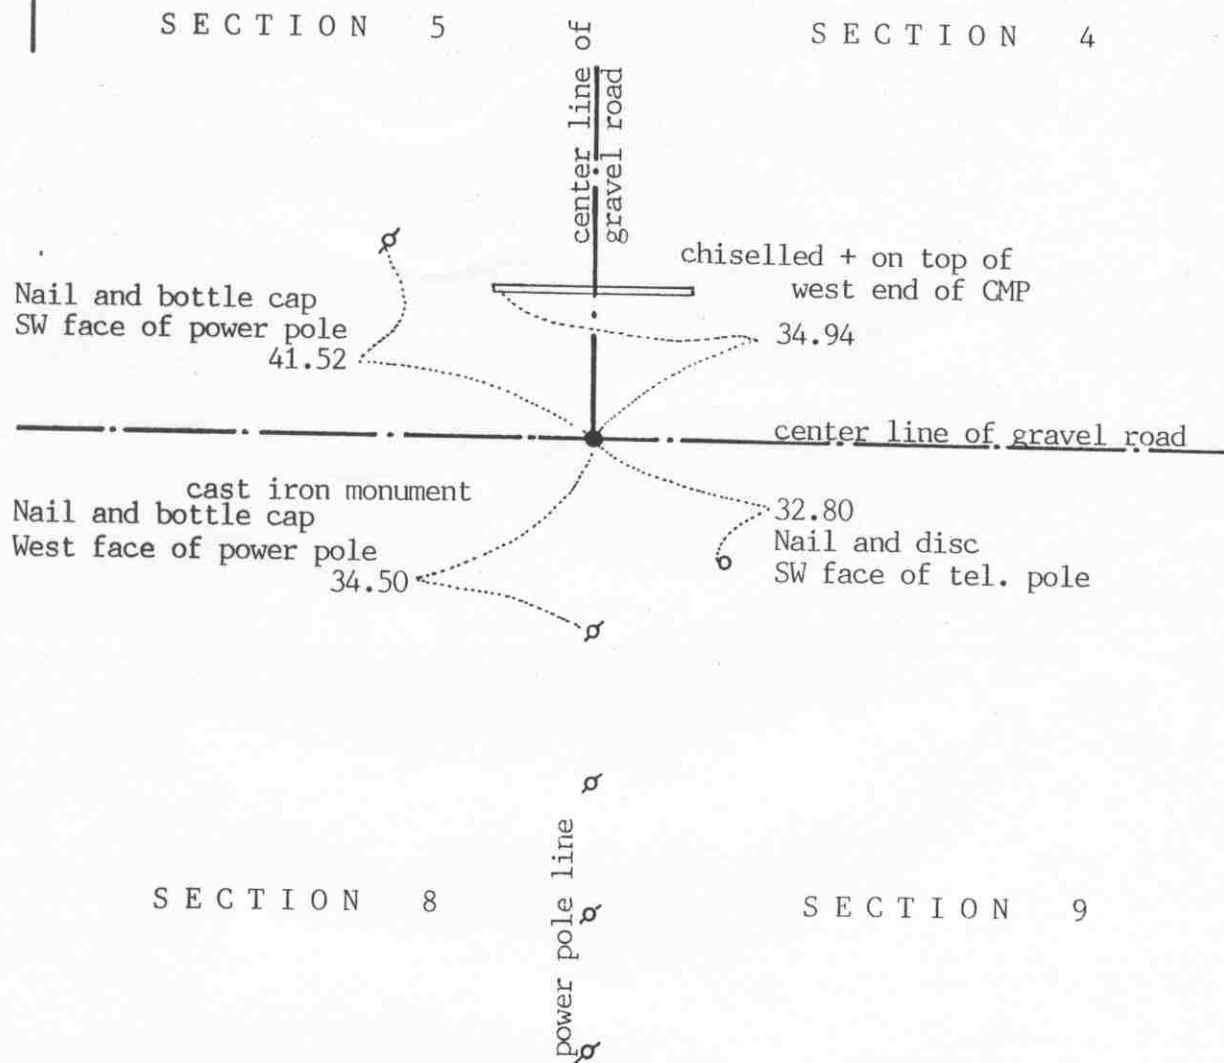 SECTION 5
SECTION 4
center line of
gravel road
chiselled + on top of
west end of CMP
34.94
Nail and bottle cap
SW face of power pole
41.52
center line of gravel road
cast iron monument
Nail and bottle cap
West face of power pole
34.50
32.80
Nail and disc
SW face of tel. pole
power pole line
SECTION 8
SECTION 9